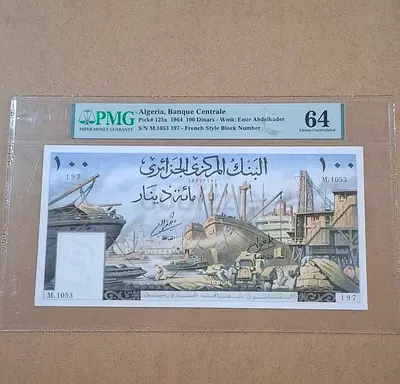 PMG
PAPER MONEY GUARANTY
Algeria, Banque Centrale
Pick# 125a 1964 100 Dinars - Wmk: Emir Abdelkader
S/N M.1053 197 - French Style Block Number
64
Choice Uncirculated
١٠٠
البنك المركزي الجزائري
١٠٠
197
M.1053
مائة دينار
M.1053
197